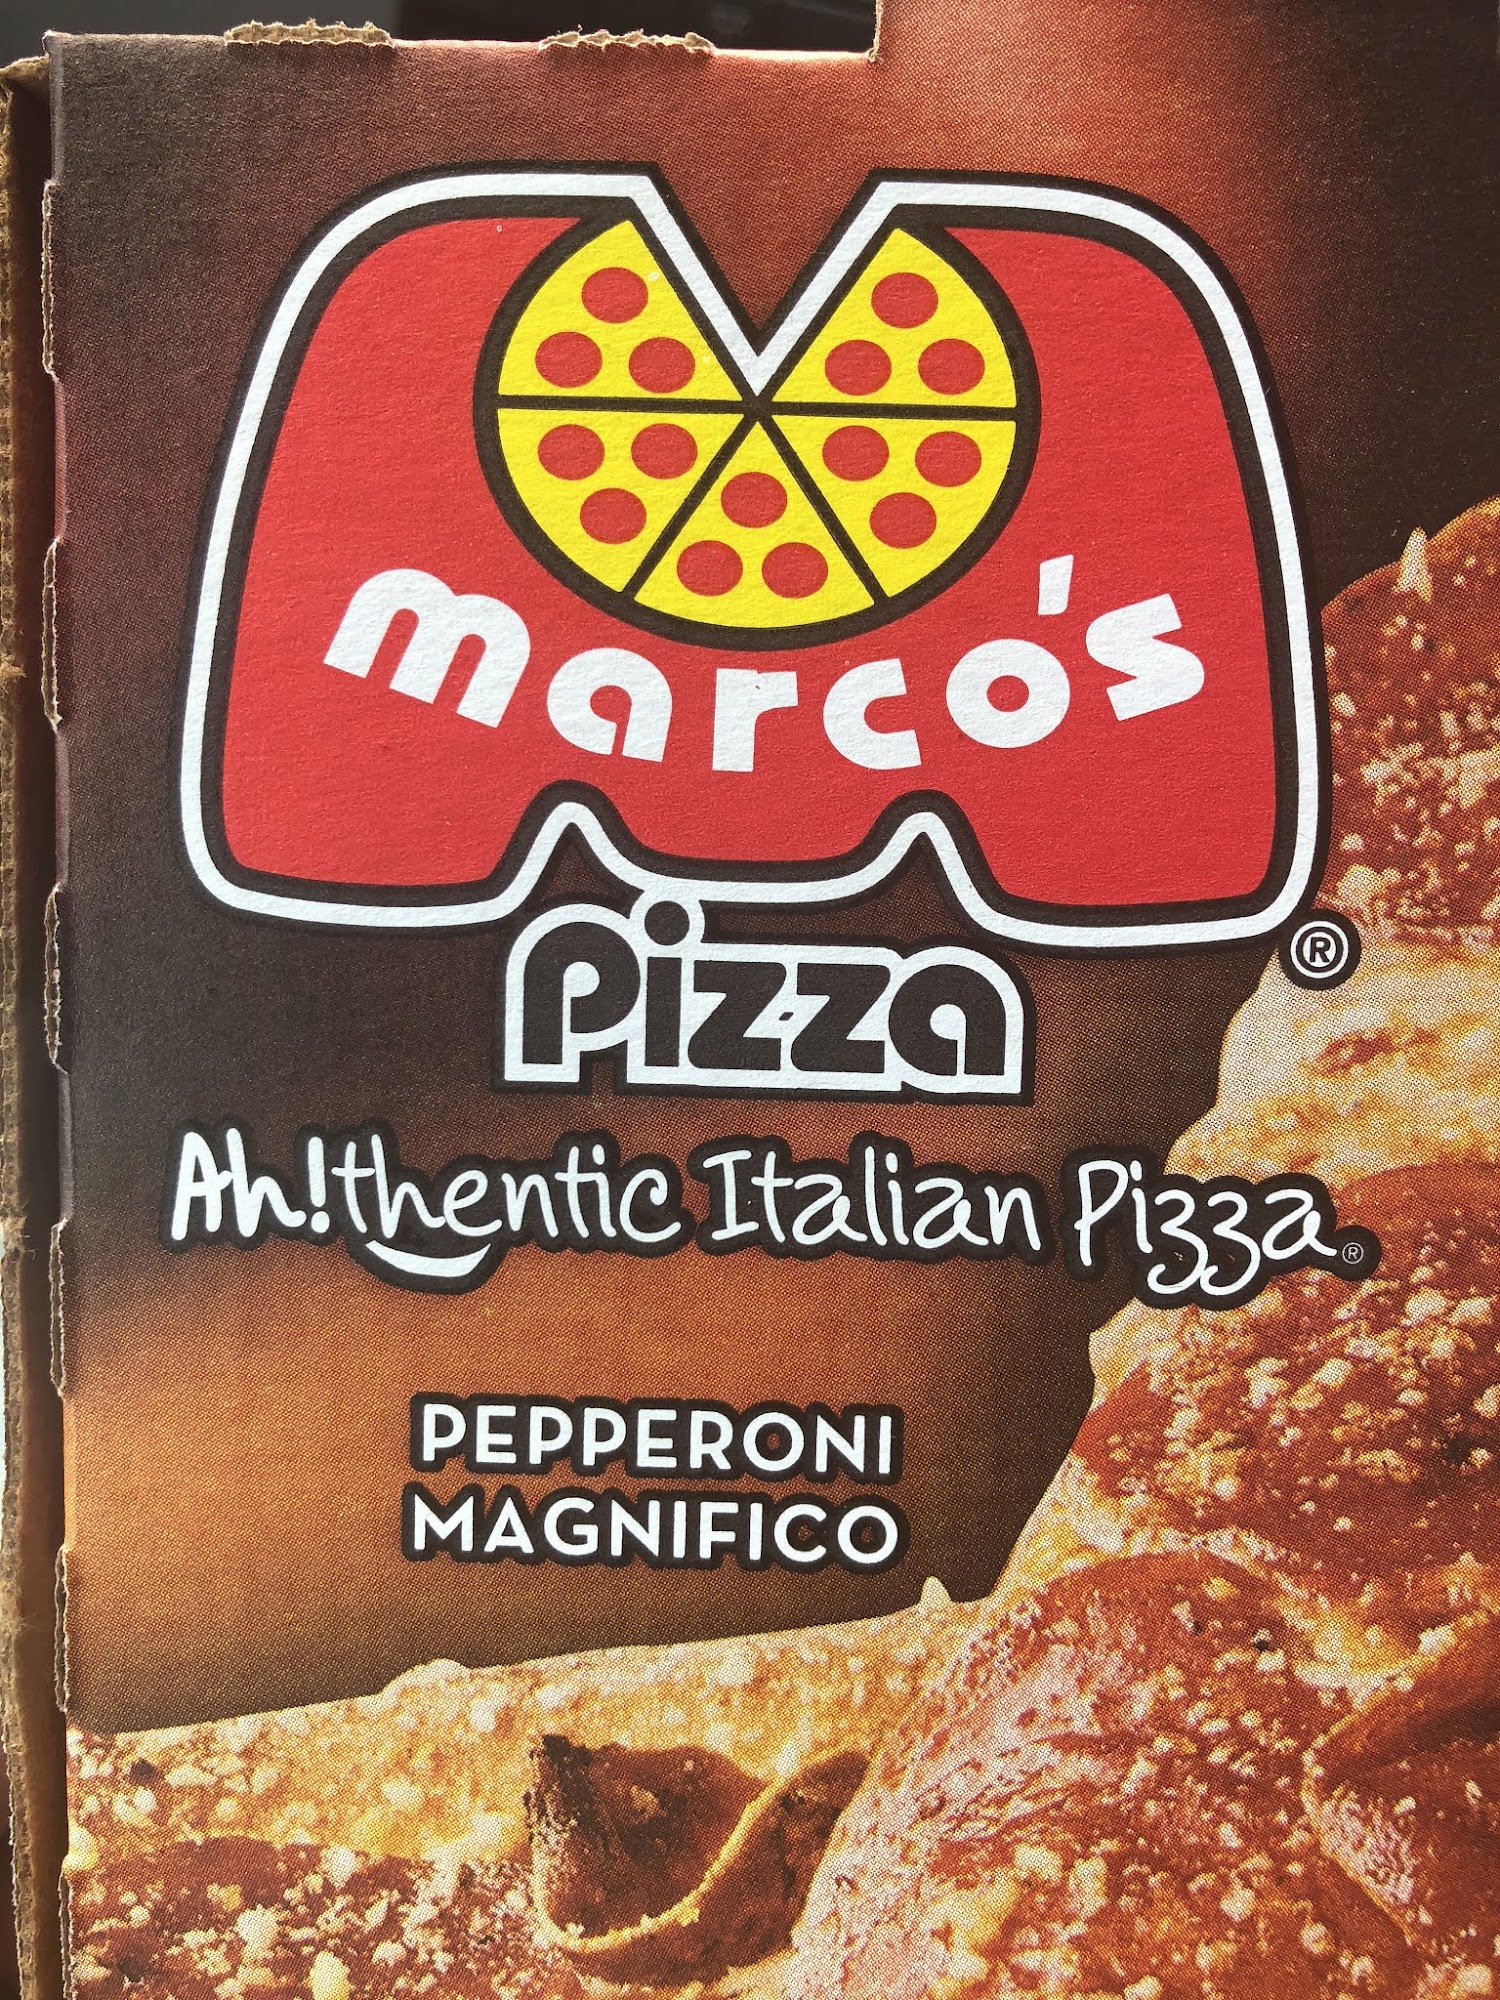 marco's
Pizza®
Ah!thentic Italian Pizza®
PEPPERONI
MAGNIFICO